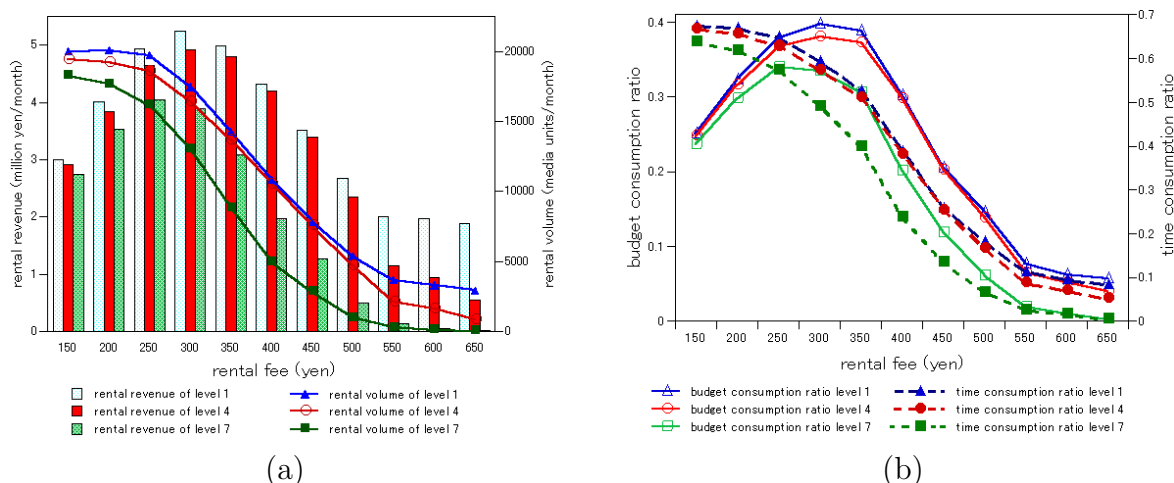 5
4
3
2
1
0
rental revenue (million yen/month)
20000
15000
10000
5000
0
rental volume (media units/month)
150 200 250 300 350 400 450 500 550 600 650
rental fee (yen)
rental revenue of level 1 rental volume of level 1
rental revenue of level 4 rental volume of level 4
rental revenue of level 7 rental volume of level 7
(a)
0.4
0.3
0.2
0.1
0
budget consumption ratio
0.7
0.6
0.5
0.4
0.3
0.2
0.1
0
time consumption ratio
150 200 250 300 350 400 450 500 550 600 650
rental fee (yen)
budget consumption ratio level 1 time consumption ratio level 1
budget consumption ratio level 4 time consumption ratio level 4
budget consumption ratio level 7 time consumption ratio level 7
(b)